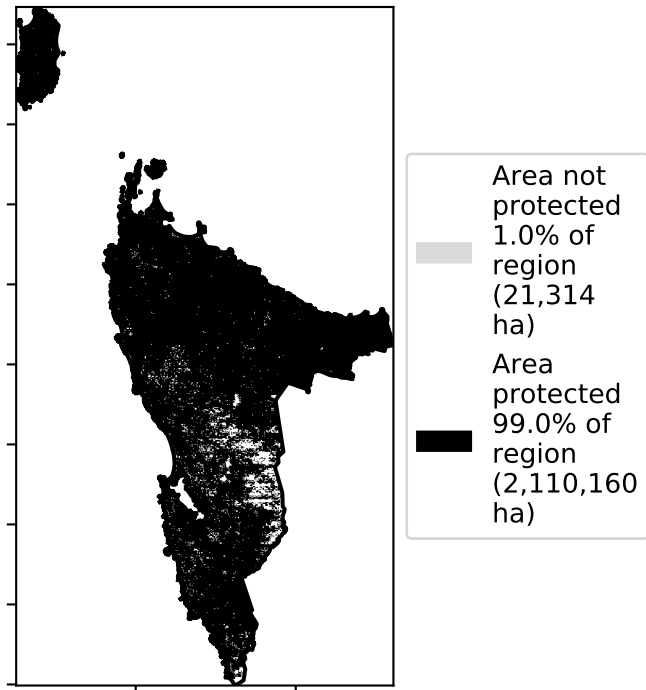 Area not
protected
1.0% of
region
(21,314
ha)
Area
protected
99.0% of
region
(2,110,160
ha)